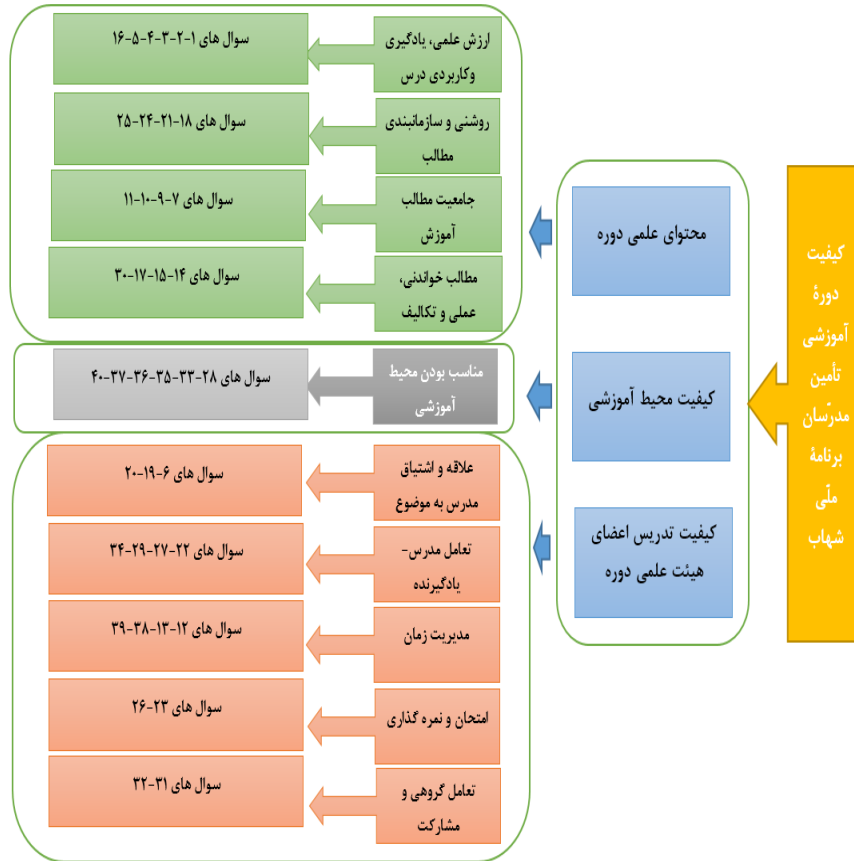 کیفیت
دورۀ
آموزشی
تأمین
مدرّسان
برنامۀ
ملّی
شهاب
محتوای علمی دوره
کیفیت محیط آموزشی
کیفیت تدریس اعضای
هیئت علمی دوره
ارزش علمی، یادگیری
وکاربردی درس
سوال های ۱-۲-۳-۴-۵-۱۶
روشنی و سازمانبندی
مطالب
سوال های ۱۸-۲۱-۲۴-۲۵
جامعیت مطالب
آموزش
سوال های ۷-۹-۱۰-۱۱
مطالب خواندنی،
عملی و تکالیف
سوال های ۱۴-۱۵-۱۷-۳۰
مناسب بودن محیط
آموزشی
سوال های ۲۸-۳۳-۳۵-۳۶-۳۷-۴۰
علاقه و اشتیاق
مدرس به موضوع
سوال های ۶-۱۹-۲۰
تعامل مدرس-
یادگیرنده
سوال های ۲۲-۲۷-۲۹-۳۴
مدیریت زمان
سوال های ۱۲-۱۳-۳۸-۳۹
امتحان و نمره گذاری
سوال های ۲۳-۲۶
تعامل گروهی و
مشارکت
سوال های ۳۱-۳۲